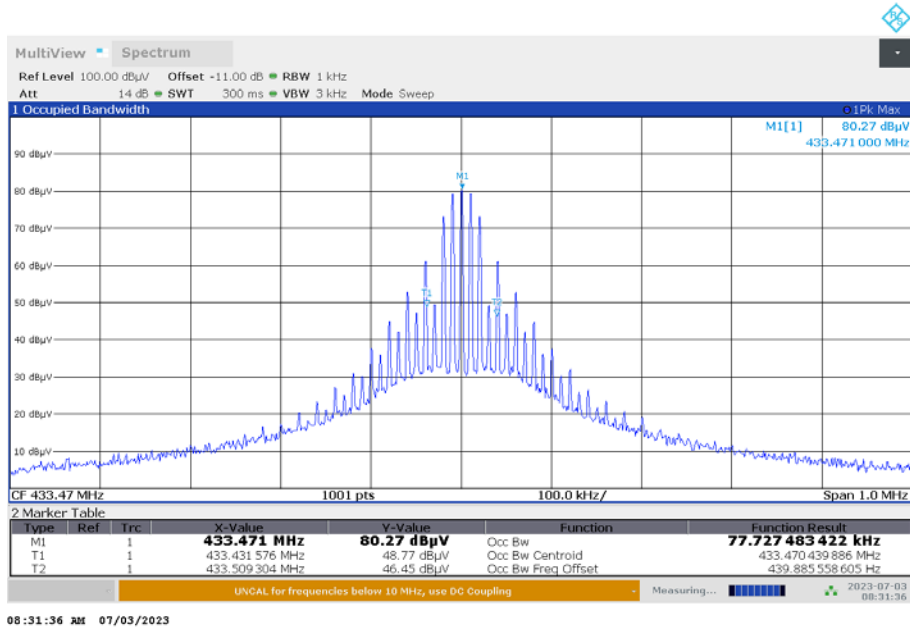 R&S
MultiView Spectrum
Ref Level 100.00 dBµV Offset -11.00 dB RBW 1 kHz
Att 14 dB SWT 300 ms VBW 3 kHz Mode Sweep
1 Occupied Bandwidth 1Pk Max
M1[1] 80.27 dBµV
433.471 000 MHz
90 dBµV
M1
80 dBµV
70 dBµV
60 dBµV
T1
T2
50 dBµV
40 dBµV
30 dBµV
20 dBµV
10 dBµV
CF 433.47 MHz 1001 pts 100.0 kHz/ Span 1.0 MHz
2 Marker Table
Type Ref Trc X-Value Y-Value Function Function Result
M1 1 433.471 MHz 80.27 dBµV Occ Bw 77.727 483 422 kHz
T1 1 433.431 576 MHz 48.77 dBµV Occ Bw Centroid 433.470 439 886 MHz
T2 1 433.509 304 MHz 46.45 dBµV Occ Bw Freq Offset 439.885 558 605 Hz
UNCAL for frequencies below 10 MHz, use DC Coupling Measuring... 2023-07-03
08:31:36
08:31:36 AM 07/03/2023